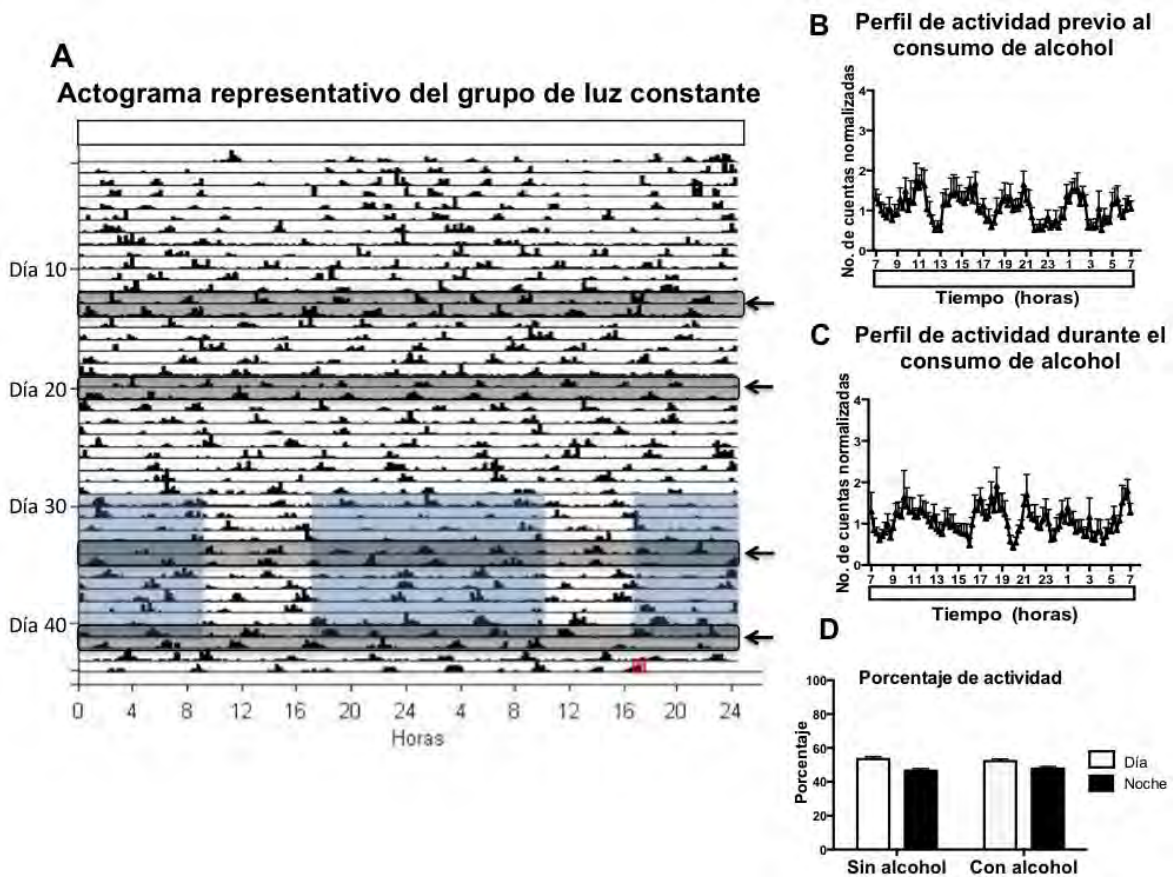 A
Actograma representativo del grupo de luz constante
Día 10
Día 20
Día 30
Día 40
0 4 8 12 16 20 24 4 8 12 16 20 24
Horas
B Perfil de actividad previo al
consumo de alcohol
No. de cuentas normalizadas
4
3
2
1
0
7 9 11 13 15 17 19 21 23 1 3 5 7
Tiempo (horas)
C Perfil de actividad durante el
consumo de alcohol
No. de cuentas normalizadas
4
3
2
1
0
7 9 11 13 15 17 19 21 23 1 3 5 7
Tiempo (horas)
D
Porcentaje de actividad
Porcentaje
100
80
60
40
20
0
Sin alcohol Con alcohol
Día
Noche